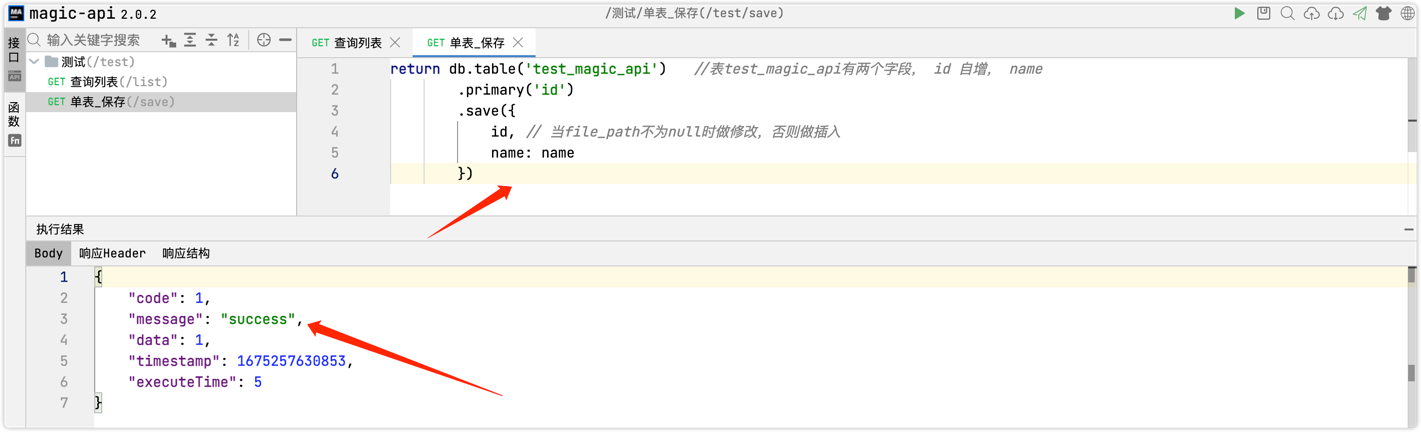 magic-api 2.0.2
/测试/单表_保存(/test/save)
接口
API
函数
Fn
输入关键字搜索
测试(/test)
GET 查询列表(/list)
GET 单表_保存(/save)
GET 查询列表
GET 单表_保存
1 return db.table('test_magic_api') //表test_magic_api有两个字段， id 自增， name
2 .primary('id')
3 .save({
4 id, // 当file_path不为null时做修改，否则做插入
5 name: name
6 })
执行结果
Body 响应Header 响应结构
1 {
2 "code": 1,
3 "message": "success",
4 "data": 1,
5 "timestamp": 1675257630853,
6 "executeTime": 5
7 }